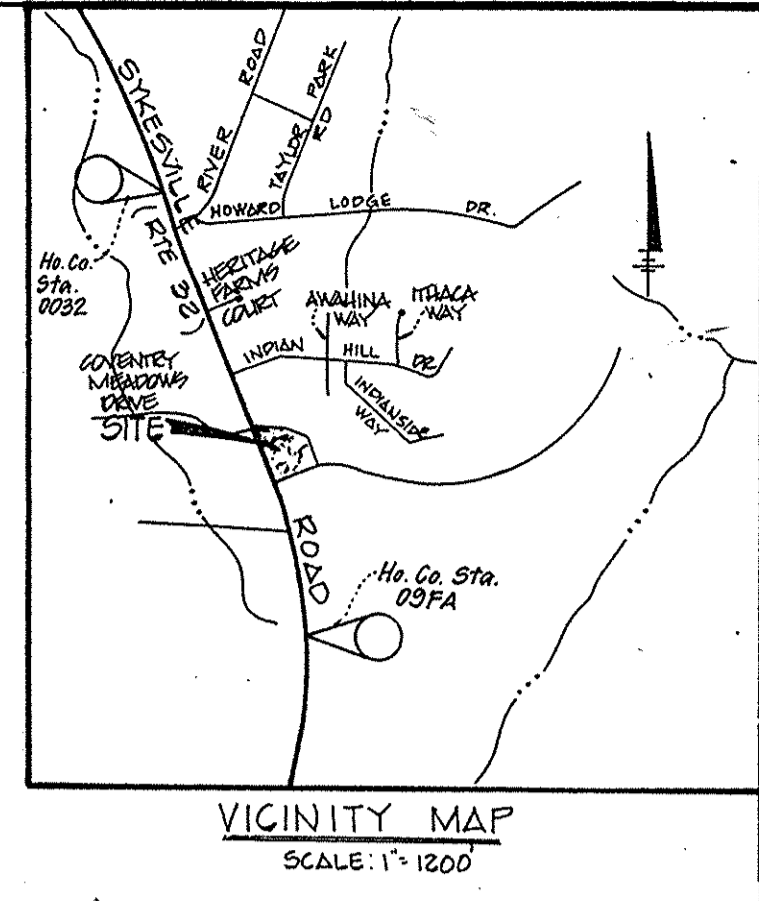 SYKESVILLE
(RTE 32)
ROAD
RIVER ROAD
TAYLOR PARK
RD
HOWARD LODGE DR.
Ho. Co.
Sta.
0032
HERITAGE
FARMS
COURT
AWAHINA
WAY
ITHACA
WAY
INDIAN HILL DR
INDIANSIDE
WAY
COVENTRY
MEADOWS
DRIVE
SITE
Ho. Co. Sta.
09FA
VICINITY MAP
SCALE: 1"= 1200'